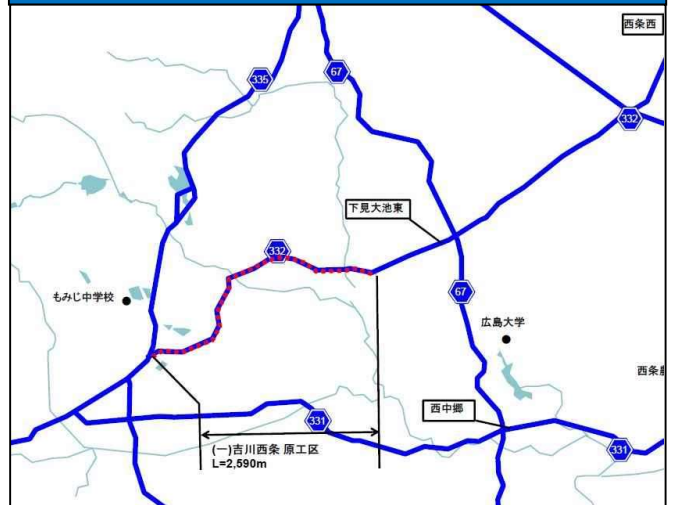 西条西
335
67
332
下見大池東
332
もみじ中学校
67
広島大学
西条
西中郷
331
331
(一)吉川西条 原工区
L=2,590m